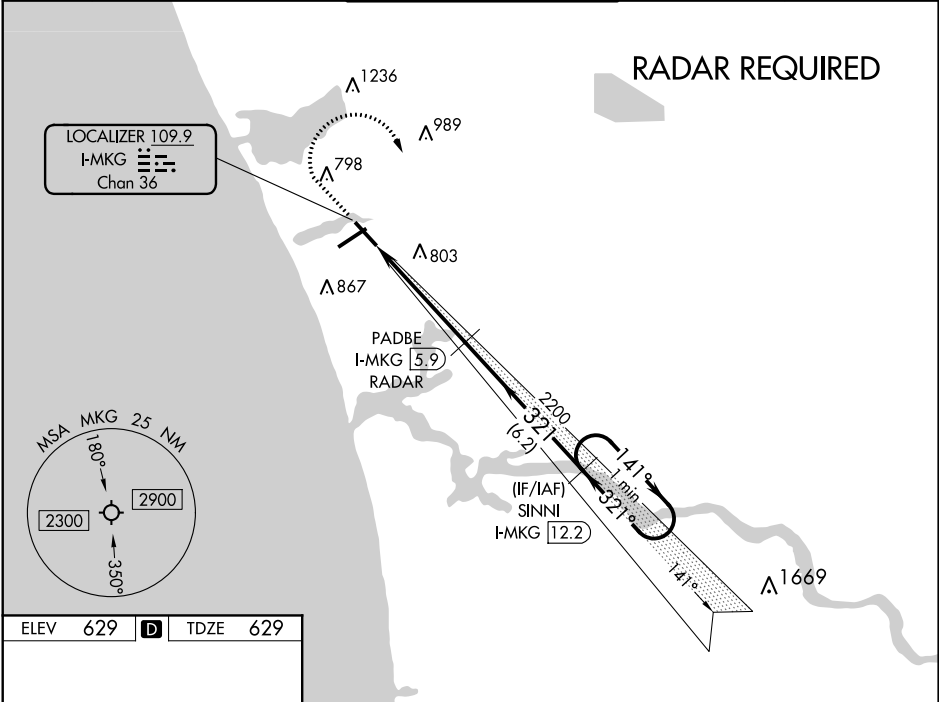 RADAR REQUIRED
1236
989
LOCALIZER 109.9
I-MKG
Chan 36
798
803
867
PADBE
I-MKG 5.9
RADAR
2200
321
(6.2)
MSA MKG 25 NM
180°
2300
2900
350°
141°
1 min
321°
(IF/IAF)
SINNI
I-MKG 12.2
141°
1669
ELEV 629 D TDZE 629